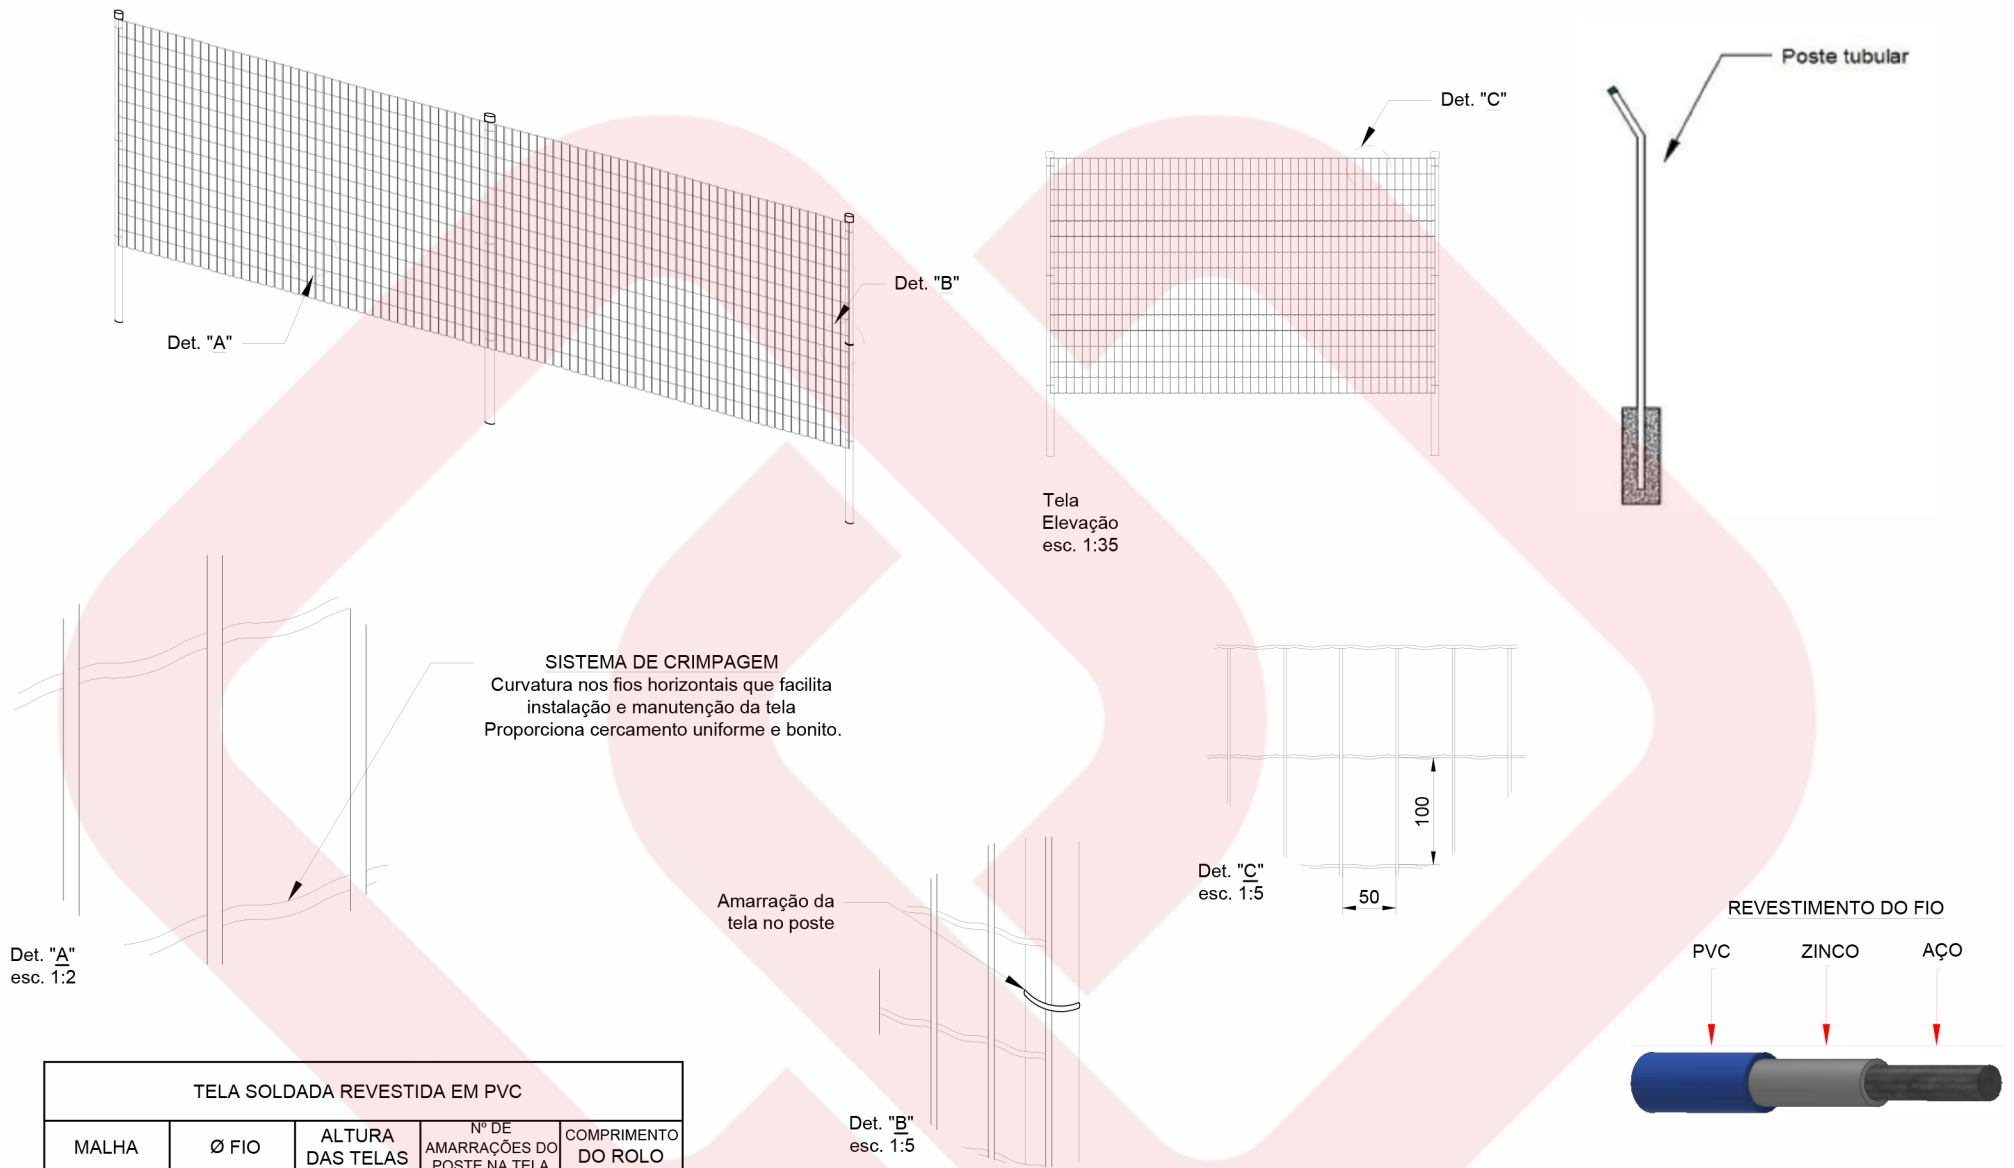 Poste tubular
Det. "C"
Det. "B"
Det. "A"
Tela
Elevação
esc. 1:35
SISTEMA DE CRIMPAGEM
Curvatura nos fios horizontais que facilita
instalação e manutenção da tela
Proporciona cercamento uniforme e bonito.
100
50
Det. "C"
esc. 1:5
Amarração da
tela no poste
REVESTIMENTO DO FIO
PVC ZINCO AÇO
Det. "A"
esc. 1:2
Det. "B"
esc. 1:5
TELA SOLDADA REVESTIDA EM PVC
MALHA
Ø FIO
ALTURA
DAS TELAS
Nº DE
AMARRAÇÕES DO
POSTE NA TELA
COMPRIMENTO
DO ROLO